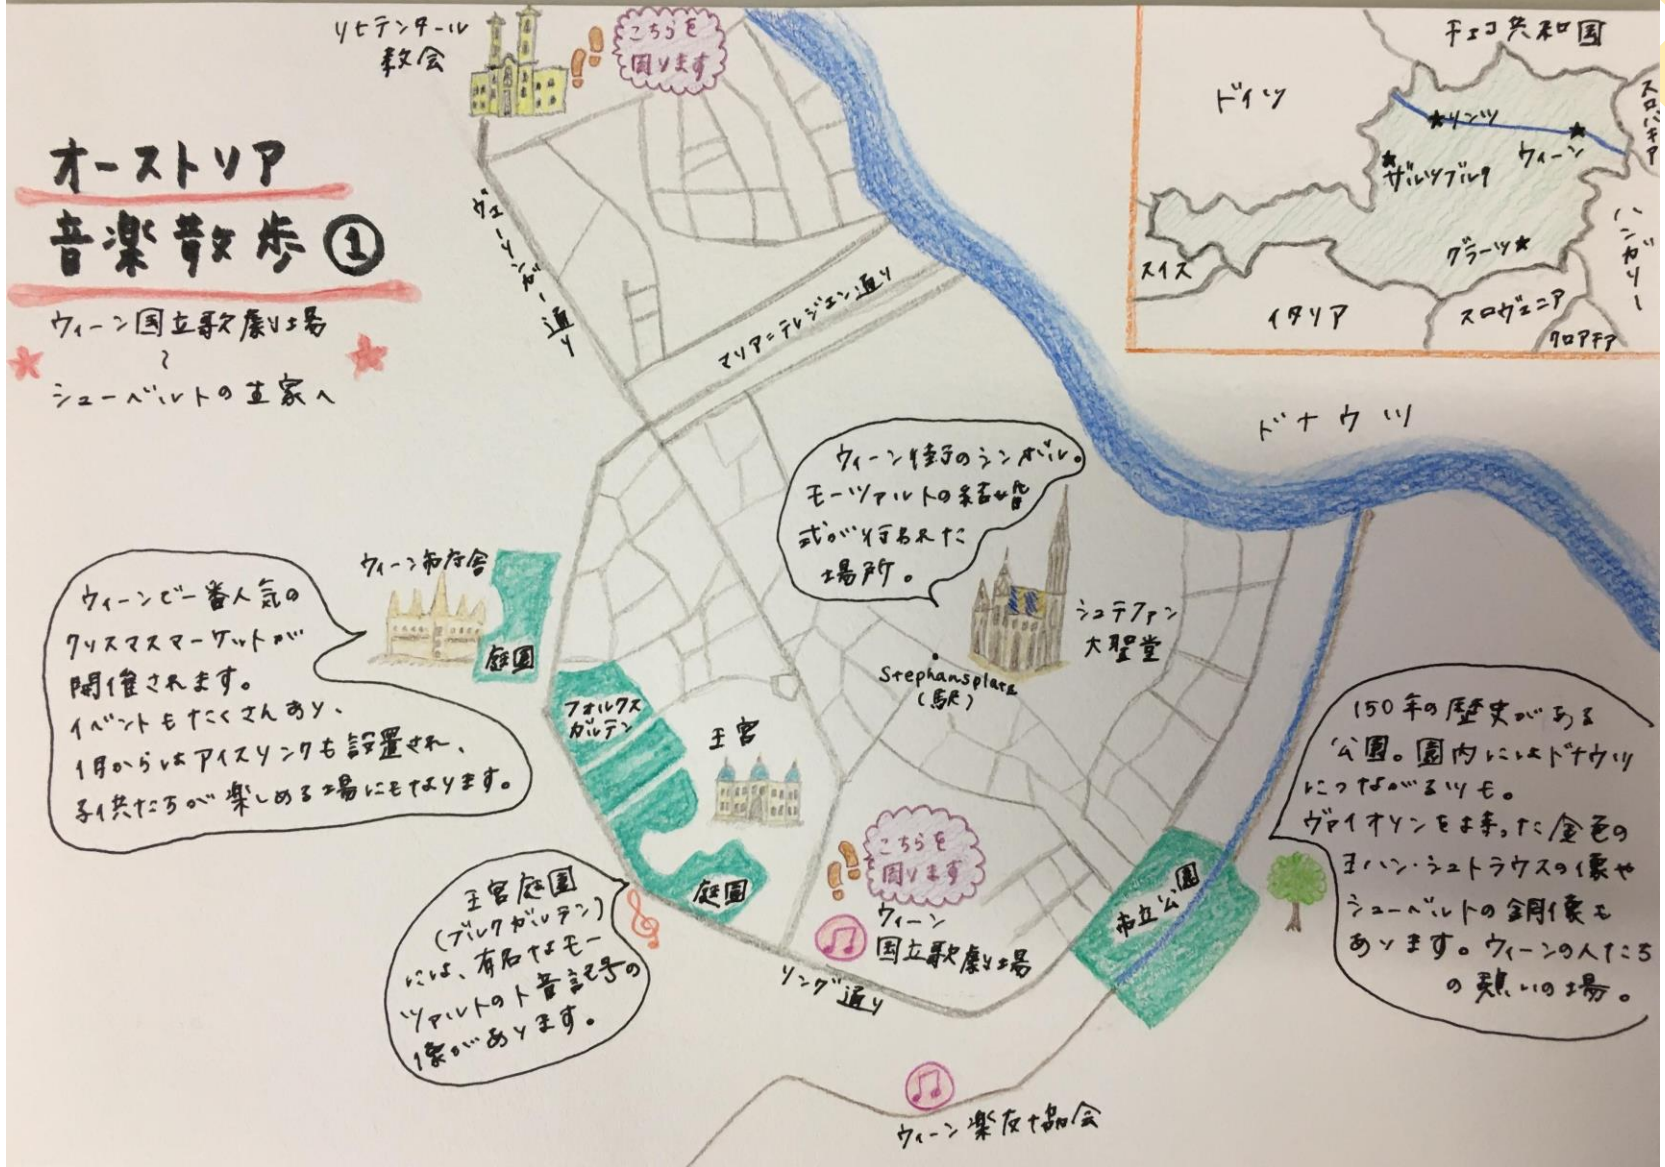 リヒテンタール
教会
こちらを
回ります
オーストリア
音楽散歩①
ウィーン国立歌劇場
~
シューベルトの生家へ
チェコ共和国
ドイツ
スロバキア
リンツ
ウィーン
ザルツブルク
グラーツ
ハンガリー
スイス
イタリア
スロヴェニア
クロアチア
ヴェーリンガー通り
マリア=テレジエン通り
ドナウ川
ウィーン街のシンボル。
モーツァルトの結婚
式が行われた
場所。
シュテファン
大聖堂
Stephansplatz
(駅)
ウィーン市庁舎
庭園
ウィーンで一番人気の
クリスマスマーケットが
開催されます。
イベントもたくさんあり、
1月からはアイスリンクも設置され、
子供たちが楽しめる場にもなります。
フォルクス
ガルテン
王宮
庭園
王宮庭園
(ブルクガルテン)
には、有名なモー
ツァルトのト音記号の
像があります。
こちらを
回ります
ウィーン
国立歌劇場
リング通り
市立公園
150年の歴史がある
公園。園内にはドナウ川
につながる川も。
ヴァイオリンを持った金色の
ヨハン・シュトラウスの像や
シューベルトの銅像も
あります。ウィーンの人たち
の憩いの場。
ウィーン楽友協会